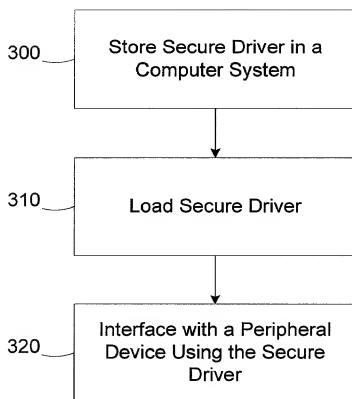 300
Store Secure Driver in a
Computer System
310
Load Secure Driver
320
Interface with a Peripheral
Device Using the Secure
Driver